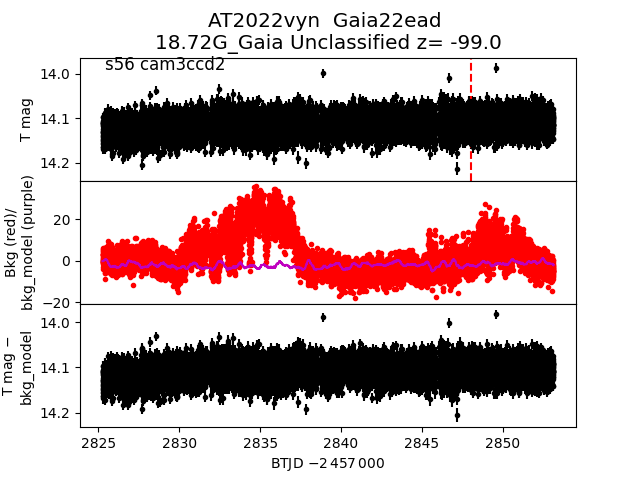 AT2022vyn  Gaia22ead
18.72G_Gaia Unclassified z= -99.0
s56 cam3ccd2
14.0
14.1
14.2
T mag
20
0
−20
Bkg (red)/
bkg_model (purple)
14.0
14.1
14.2
T mag −
bkg_model
2825
2830
2835
2840
2845
2850
BTJD −2 457 000